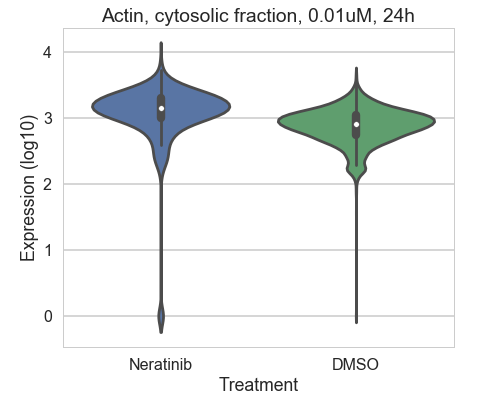 Actin, cytosolic fraction, 0.01uM, 24h
Expression (log10)
4
3
2
1
0
Neratinib DMSO
Treatment